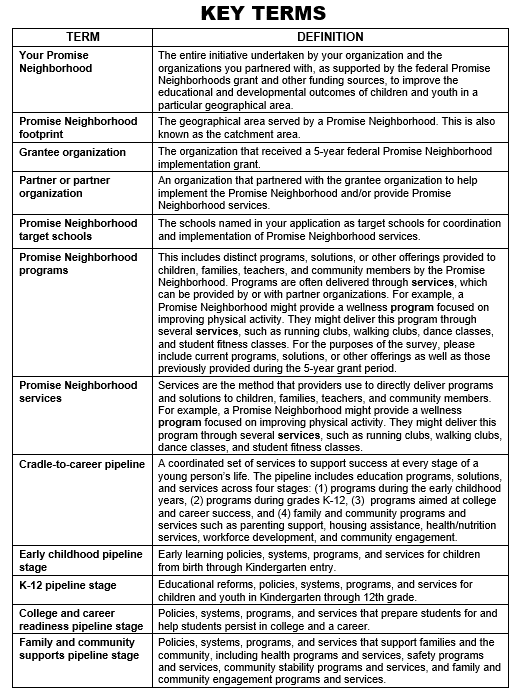 KEY TERMS
TERM
DEFINITION
Your Promise
Neighborhood
The entire initiative undertaken by your organization and the
organizations you partnered with, as supported by the federal Promise
Neighborhoods grant and other funding sources, to improve the
educational and developmental outcomes of children and youth in a
particular geographical area.
Promise Neighborhood
footprint
The geographical area served by a Promise Neighborhood. This is also
known as the catchment area.
Grantee organization
The organization that received a 5-year federal Promise Neighborhood
implementation grant.
Partner or partner
organization
An organization that partnered with the grantee organization to help
implement the Promise Neighborhood and/or provide Promise
Neighborhood services.
Promise Neighborhood
target schools
The schools named in your application as target schools for coordination
and implementation of Promise Neighborhood services.
Promise Neighborhood
programs
This includes distinct programs, solutions, or other offerings provided to
children, families, teachers, and community members by the Promise
Neighborhood. Programs are often delivered through services, which
can be provided by or with partner organizations. For example, a
Promise Neighborhood might provide a wellness program focused on
improving physical activity. They might deliver this program through
several services, such as running clubs, walking clubs, dance classes,
and student fitness classes. For the purposes of the survey, please
include current programs, solutions, or other offerings as well as those
previously provided during the 5-year grant period.
Promise Neighborhood
services
Services are the method that providers use to directly deliver programs
and solutions to children, families, teachers, and community members.
For example, a Promise Neighborhood might provide a wellness
program focused on improving physical activity. They might deliver this
program through several services, such as running clubs, walking clubs,
dance classes, and student fitness classes.
Cradle-to-career pipeline
A coordinated set of services to support success at every stage of a
young person's life. The pipeline includes education programs, solutions,
and services across four stages: (1) programs during the early childhood
years, (2) programs during grades K-12, (3) programs aimed at college
and career success, and (4) family and community programs and
services such as parenting support, housing assistance, health/nutrition
services, workforce development, and community engagement.
Early childhood pipeline
stage
Early learning policies, systems, programs, and services for children
from birth through Kindergarten entry.
K-12 pipeline stage
Educational reforms, policies, systems, programs, and services for
children and youth in Kindergarten through 12th grade.
College and career
readiness pipeline stage
Policies, systems, programs, and services that prepare students for and
help students persist in college and a career.
Family and community
supports pipeline stage
Policies, systems, programs, and services that support families and the
community, including health programs and services, safety programs
and services, community stability programs and services, and family and
community engagement programs and services.